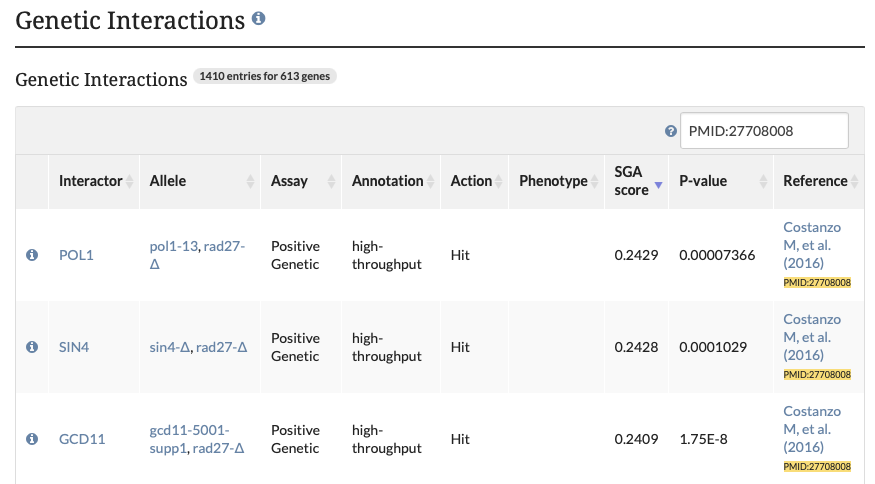 Genetic Interactions
Genetic Interactions 1410 entries for 613 genes
PMID:27708008
Interactor Allele Assay Annotation Action Phenotype SGA score P-value Reference
POL1 pol1-13, rad27-Δ Positive Genetic high-throughput Hit 0.2429 0.00007366 Costanzo M, et al. (2016) PMID:27708008
SIN4 sin4-Δ, rad27-Δ Positive Genetic high-throughput Hit 0.2428 0.0001029 Costanzo M, et al. (2016) PMID:27708008
GCD11 gcd11-5001-supp1, rad27-Δ Positive Genetic high-throughput Hit 0.2409 1.75E-8 Costanzo M, et al. (2016) PMID:27708008